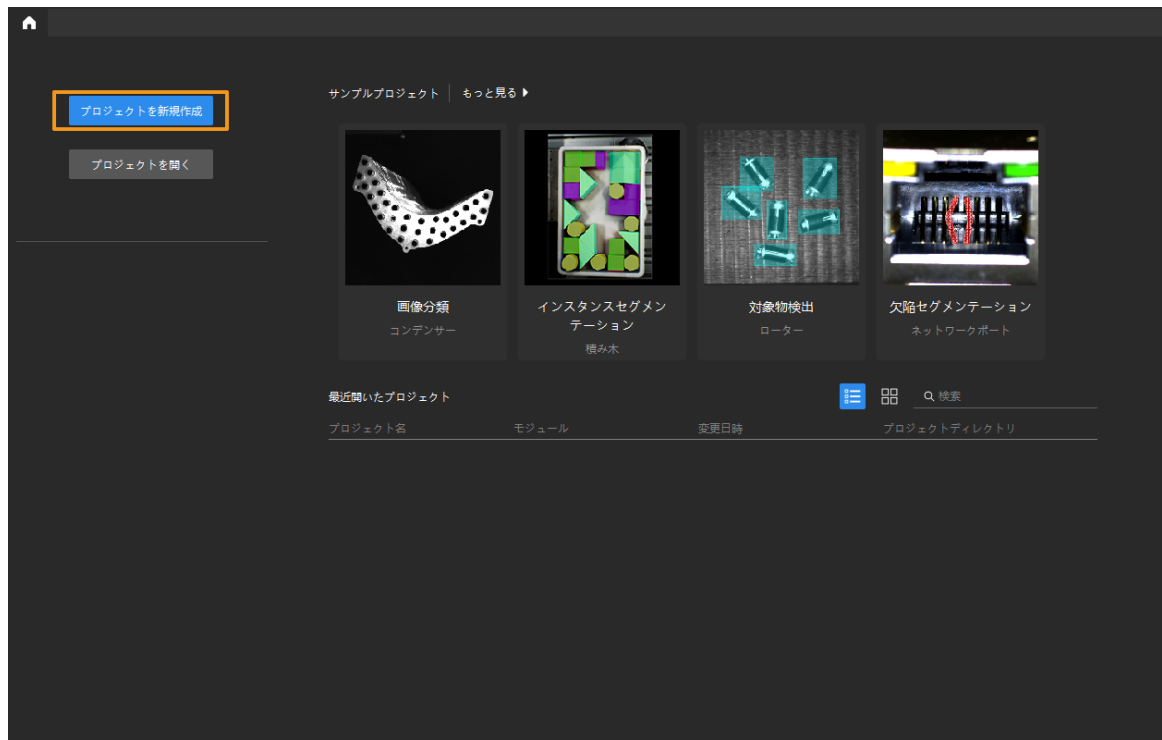 プロジェクトを新規作成
プロジェクトを開く
サンプルプロジェクト
もっと見る
画像分類
コンデンサー
インスタンスセグメン
テーション
積み木
対象物検出
ローター
欠陥セグメンテーション
ネットワークポート
最近開いたプロジェクト
検索
プロジェクト名 モジュール 変更日時 プロジェクトディレクトリ